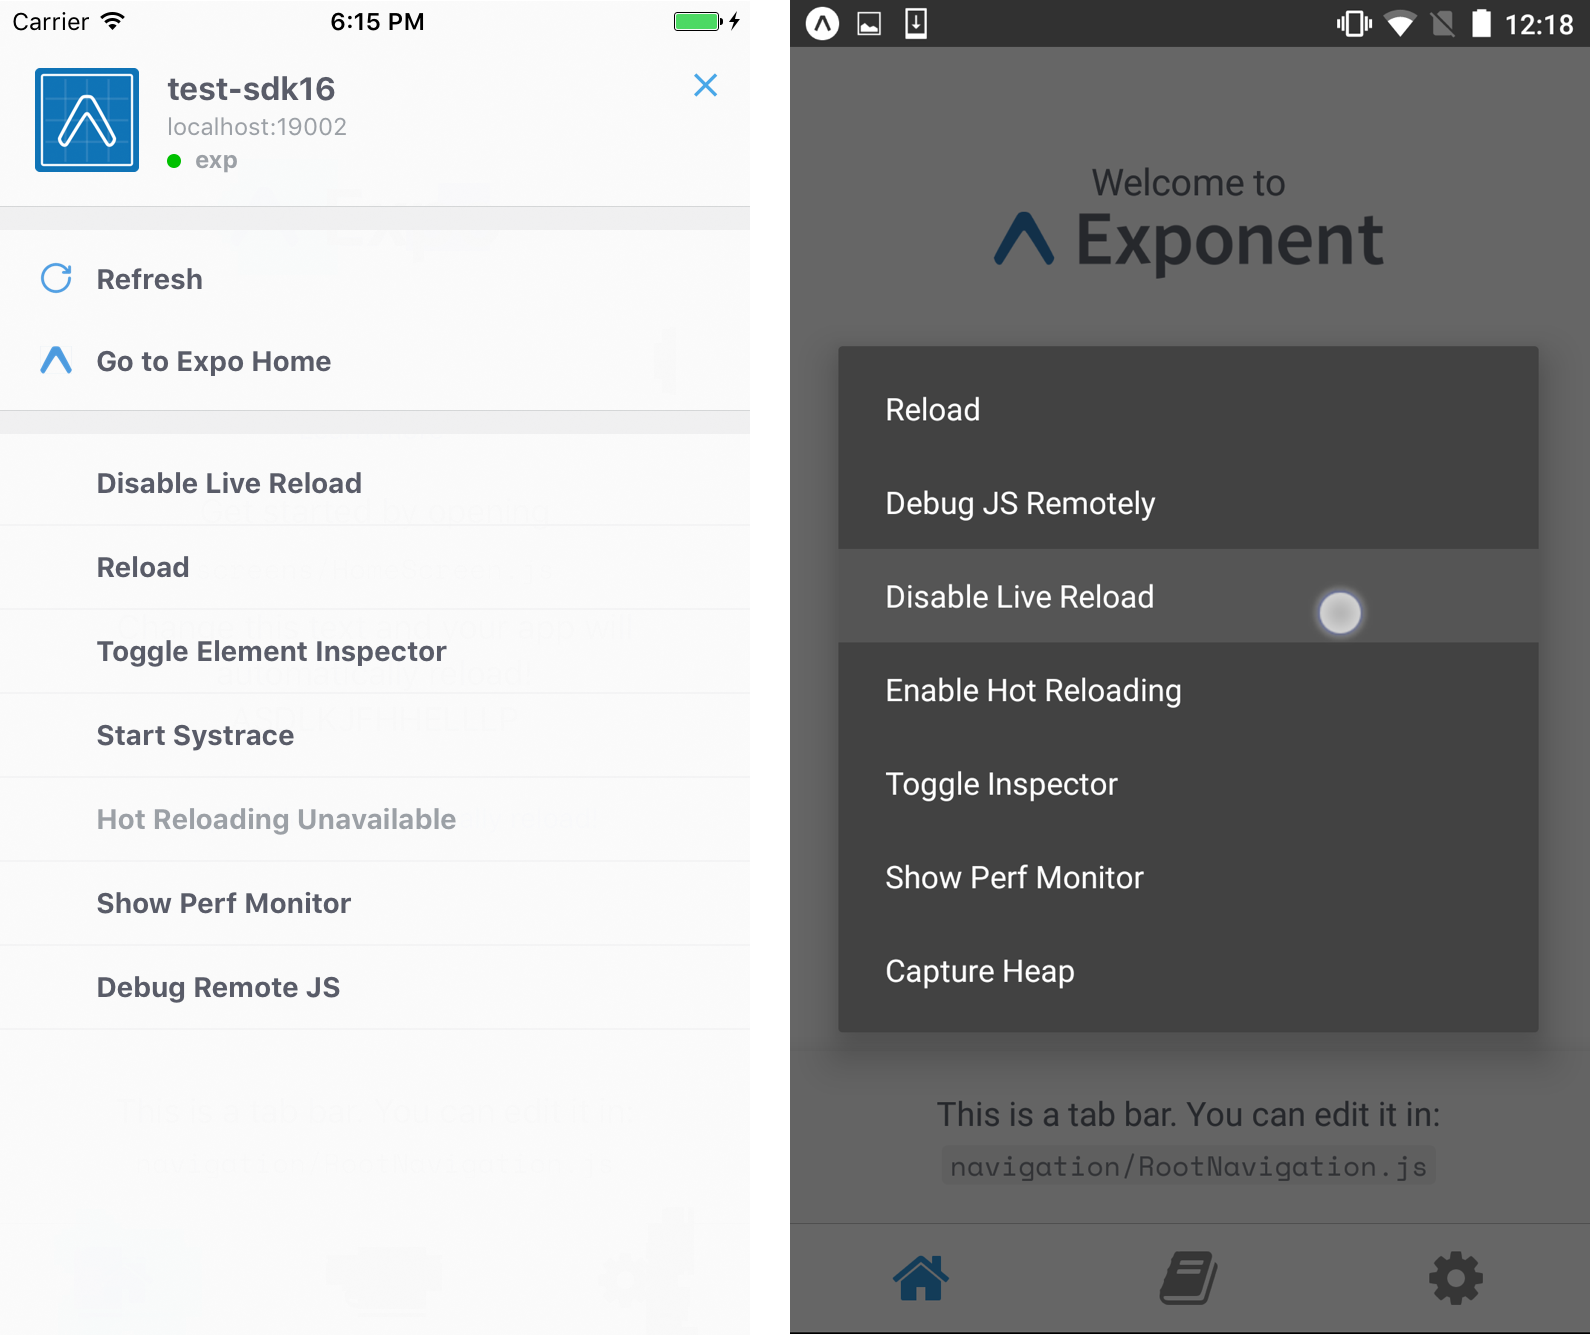 Carrier 6:15 PM
test-sdk16
localhost:19002
exp
Refresh
Go to Expo Home
Disable Live Reload
Reload
Toggle Element Inspector
Start Systrace
Hot Reloading Unavailable
Show Perf Monitor
Debug Remote JS
12:18
Welcome to
Exponent
Reload
Debug JS Remotely
Disable Live Reload
Enable Hot Reloading
Toggle Inspector
Show Perf Monitor
Capture Heap
This is a tab bar. You can edit it in:
navigation/RootNavigation.js